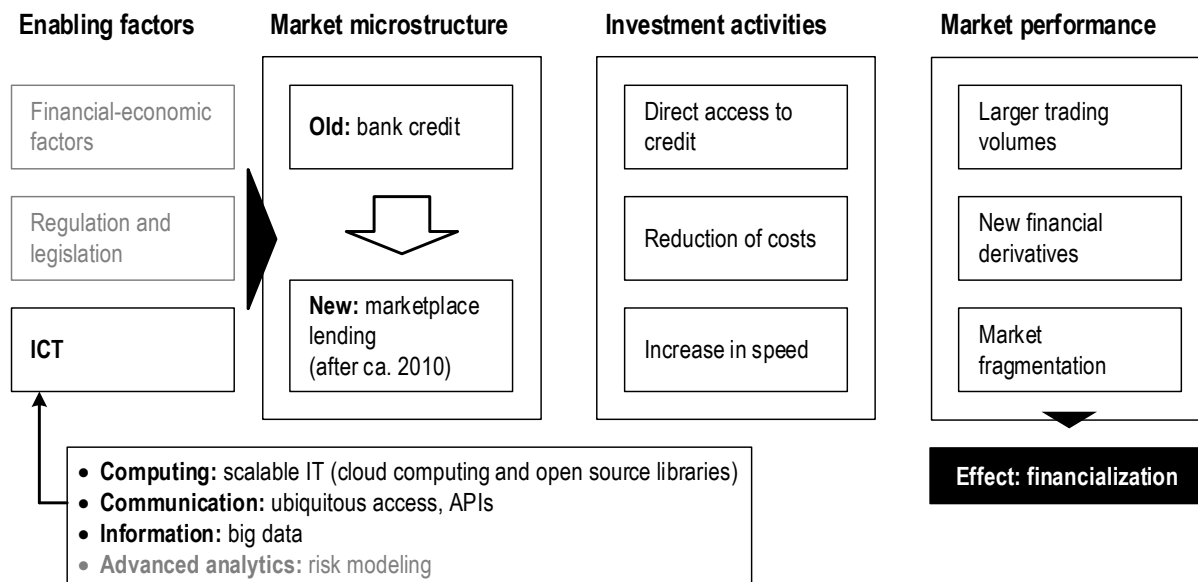 Enabling factors
Financial-economic
factors
Regulation and
legislation
ICT
Market microstructure
Old: bank credit
New: marketplace
lending
(after ca. 2010)
Investment activities
Direct access to
credit
Reduction of costs
Increase in speed
Market performance
Larger trading
volumes
New financial
derivatives
Market
fragmentation
Effect: financialization
• Computing: scalable IT (cloud computing and open source libraries)
• Communication: ubiquitous access, APIs
• Information: big data
• Advanced analytics: risk modeling